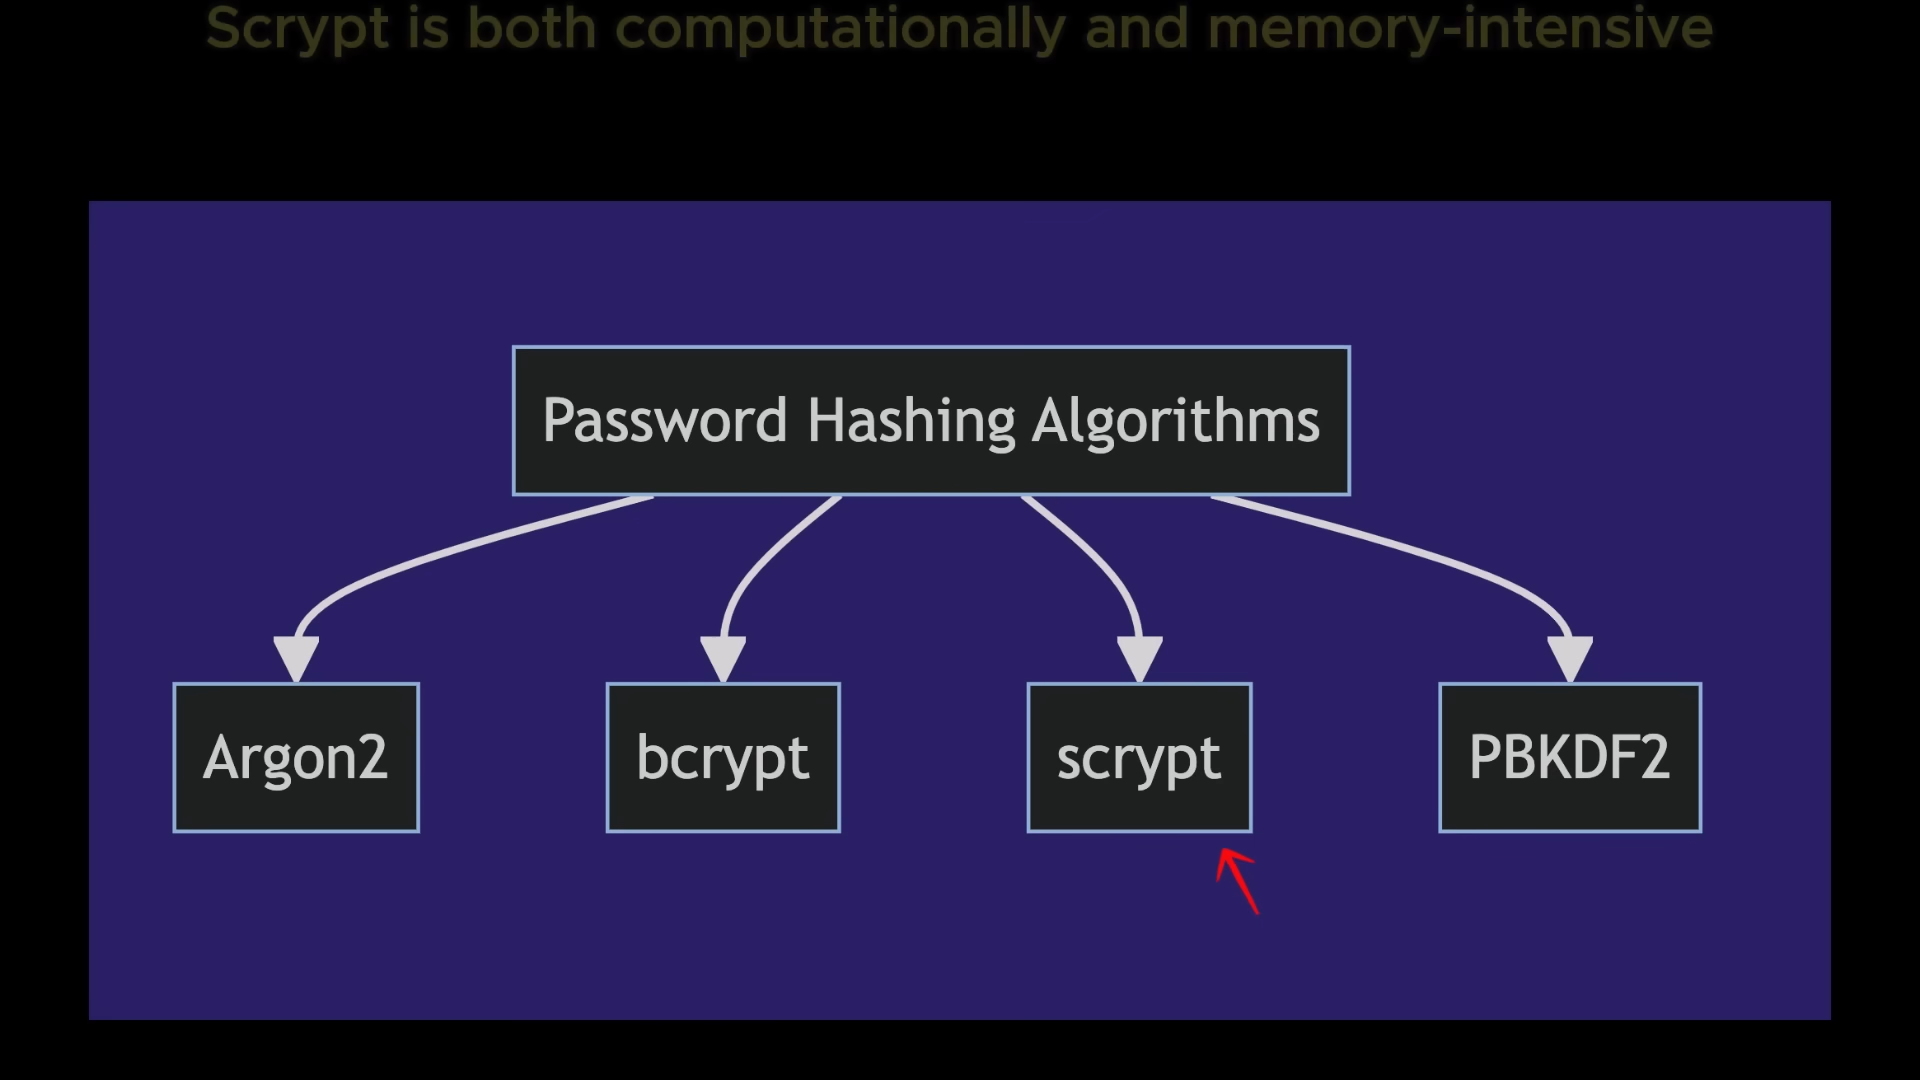 Scrypt is both computationally and memory-intensive
Password Hashing Algorithms
Argon2
bcrypt
scrypt
PBKDF2